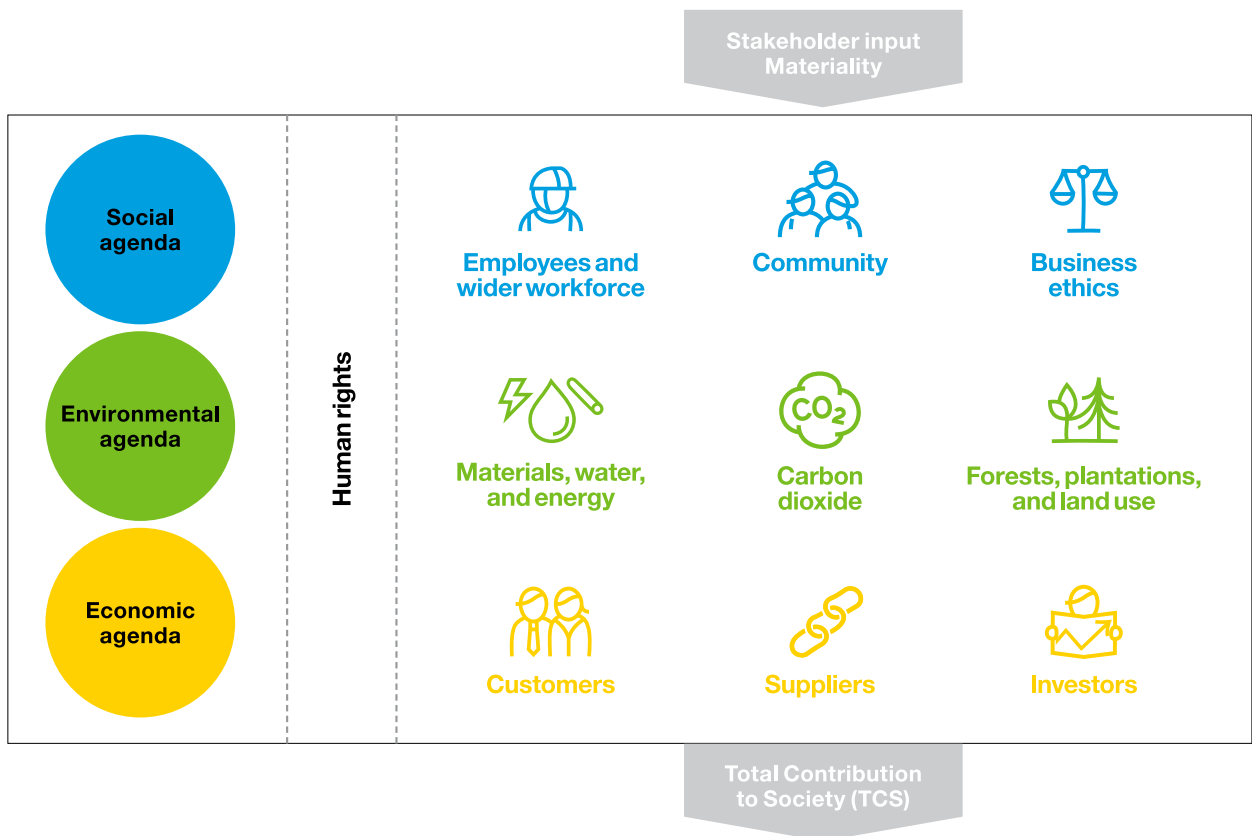 Stakeholder input
Materiality
Social
agenda
Environmental
agenda
Economic
agenda
Human rights
Employees and
wider workforce
Community
Business
ethics
Materials, water,
and energy
CO₂
Carbon
dioxide
Forests, plantations,
and land use
Customers
Suppliers
Investors
Total Contribution
to Society (TCS)